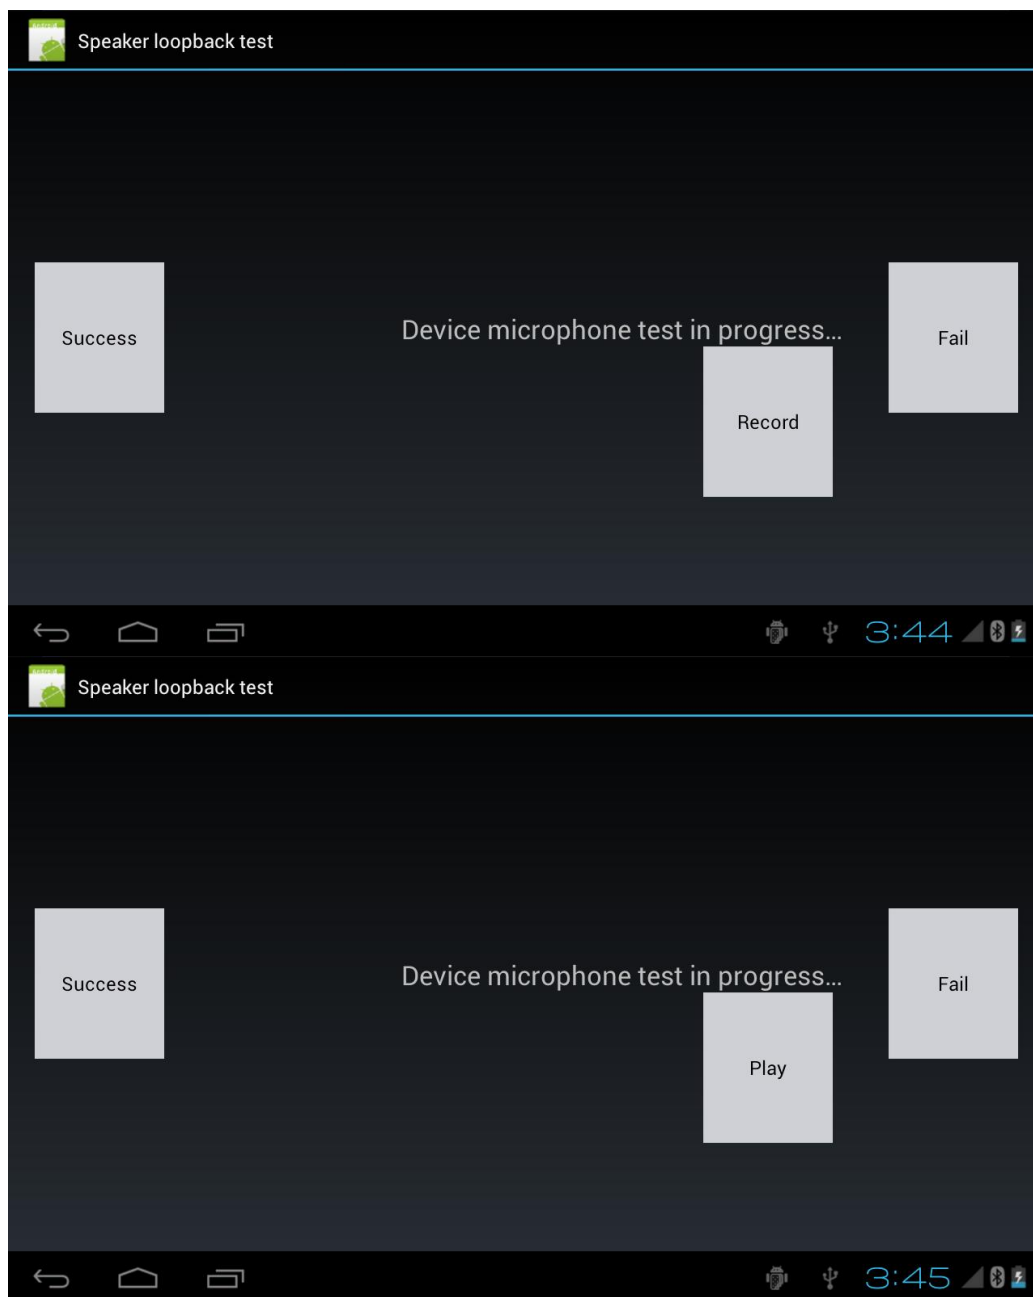 Speaker loopback test
Success
Device microphone test in progress...
Fail
Record
3:44
Speaker loopback test
Success
Device microphone test in progress...
Fail
Play
3:45